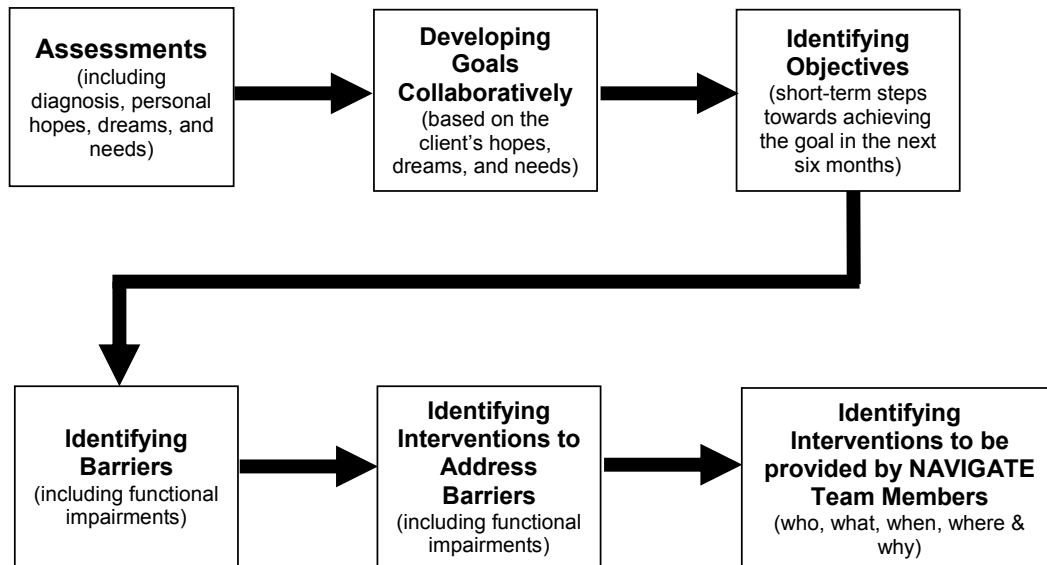 Assessments
(including
diagnosis, personal
hopes, dreams, and
needs)
Developing
Goals
Collaboratively
(based on the
client’s hopes,
dreams, and needs)
Identifying
Objectives
(short-term steps
towards achieving
the goal in the next
six months)
Identifying
Barriers
(including functional
impairments)
Identifying
Interventions to
Address
Barriers
(including functional
impairments)
Identifying
Interventions to be
provided by NAVIGATE
Team Members
(who, what, when, where &
why)